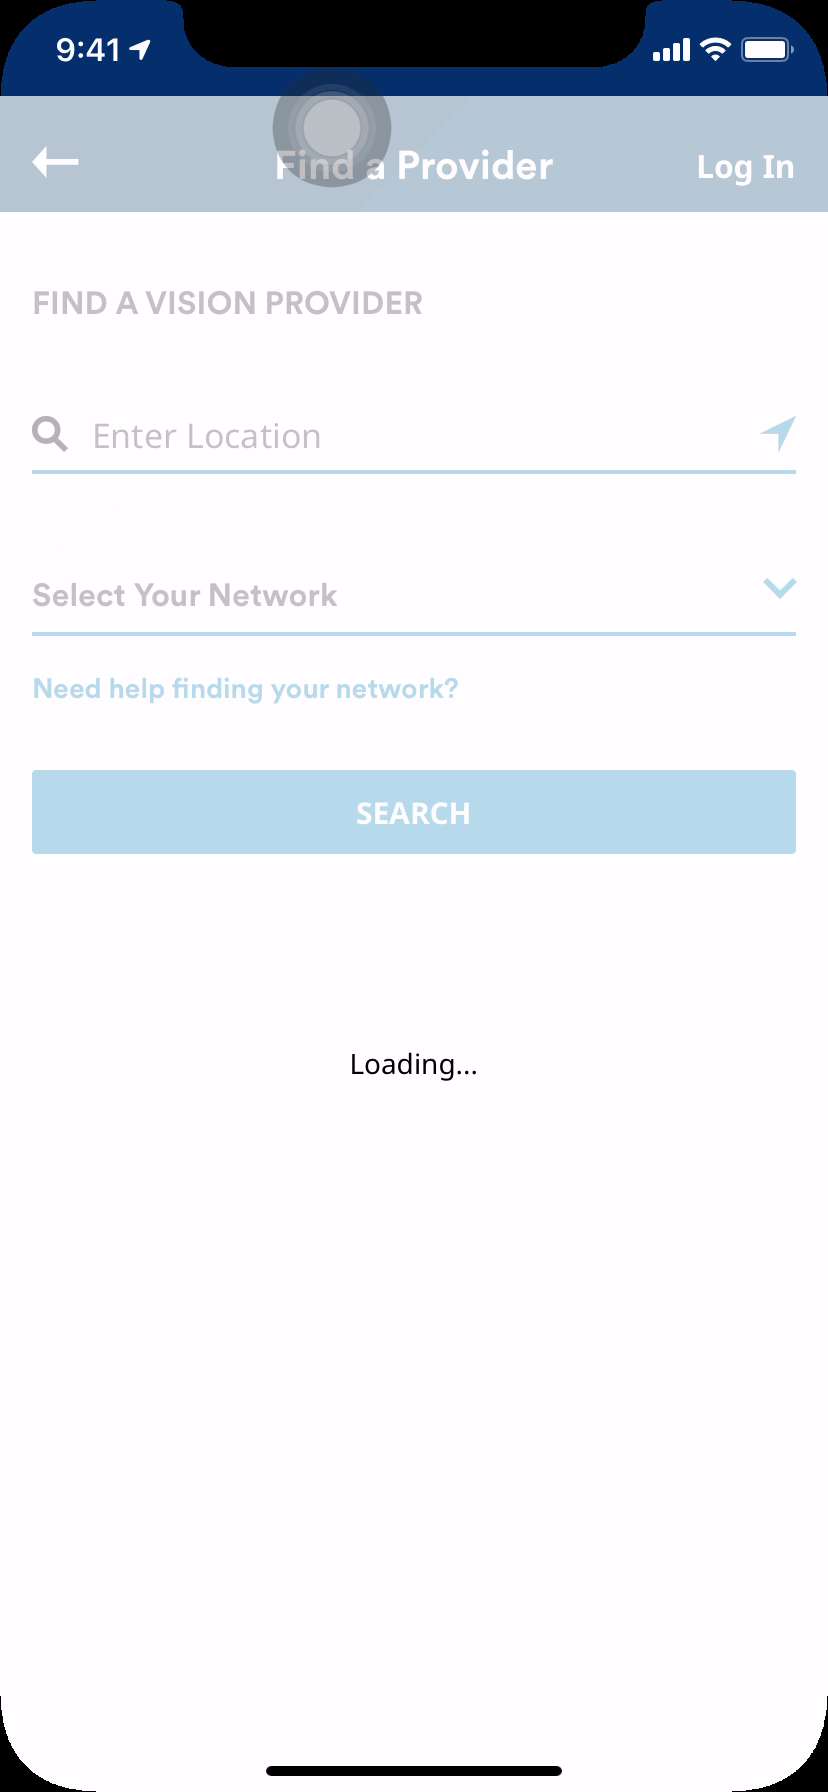 9:41
Find a Provider
Log In
FIND A VISION PROVIDER
Enter Location
Select Your Network
Need help finding your network?
SEARCH
Loading...